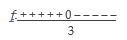 f: + + + + + 0 − − − − −
3